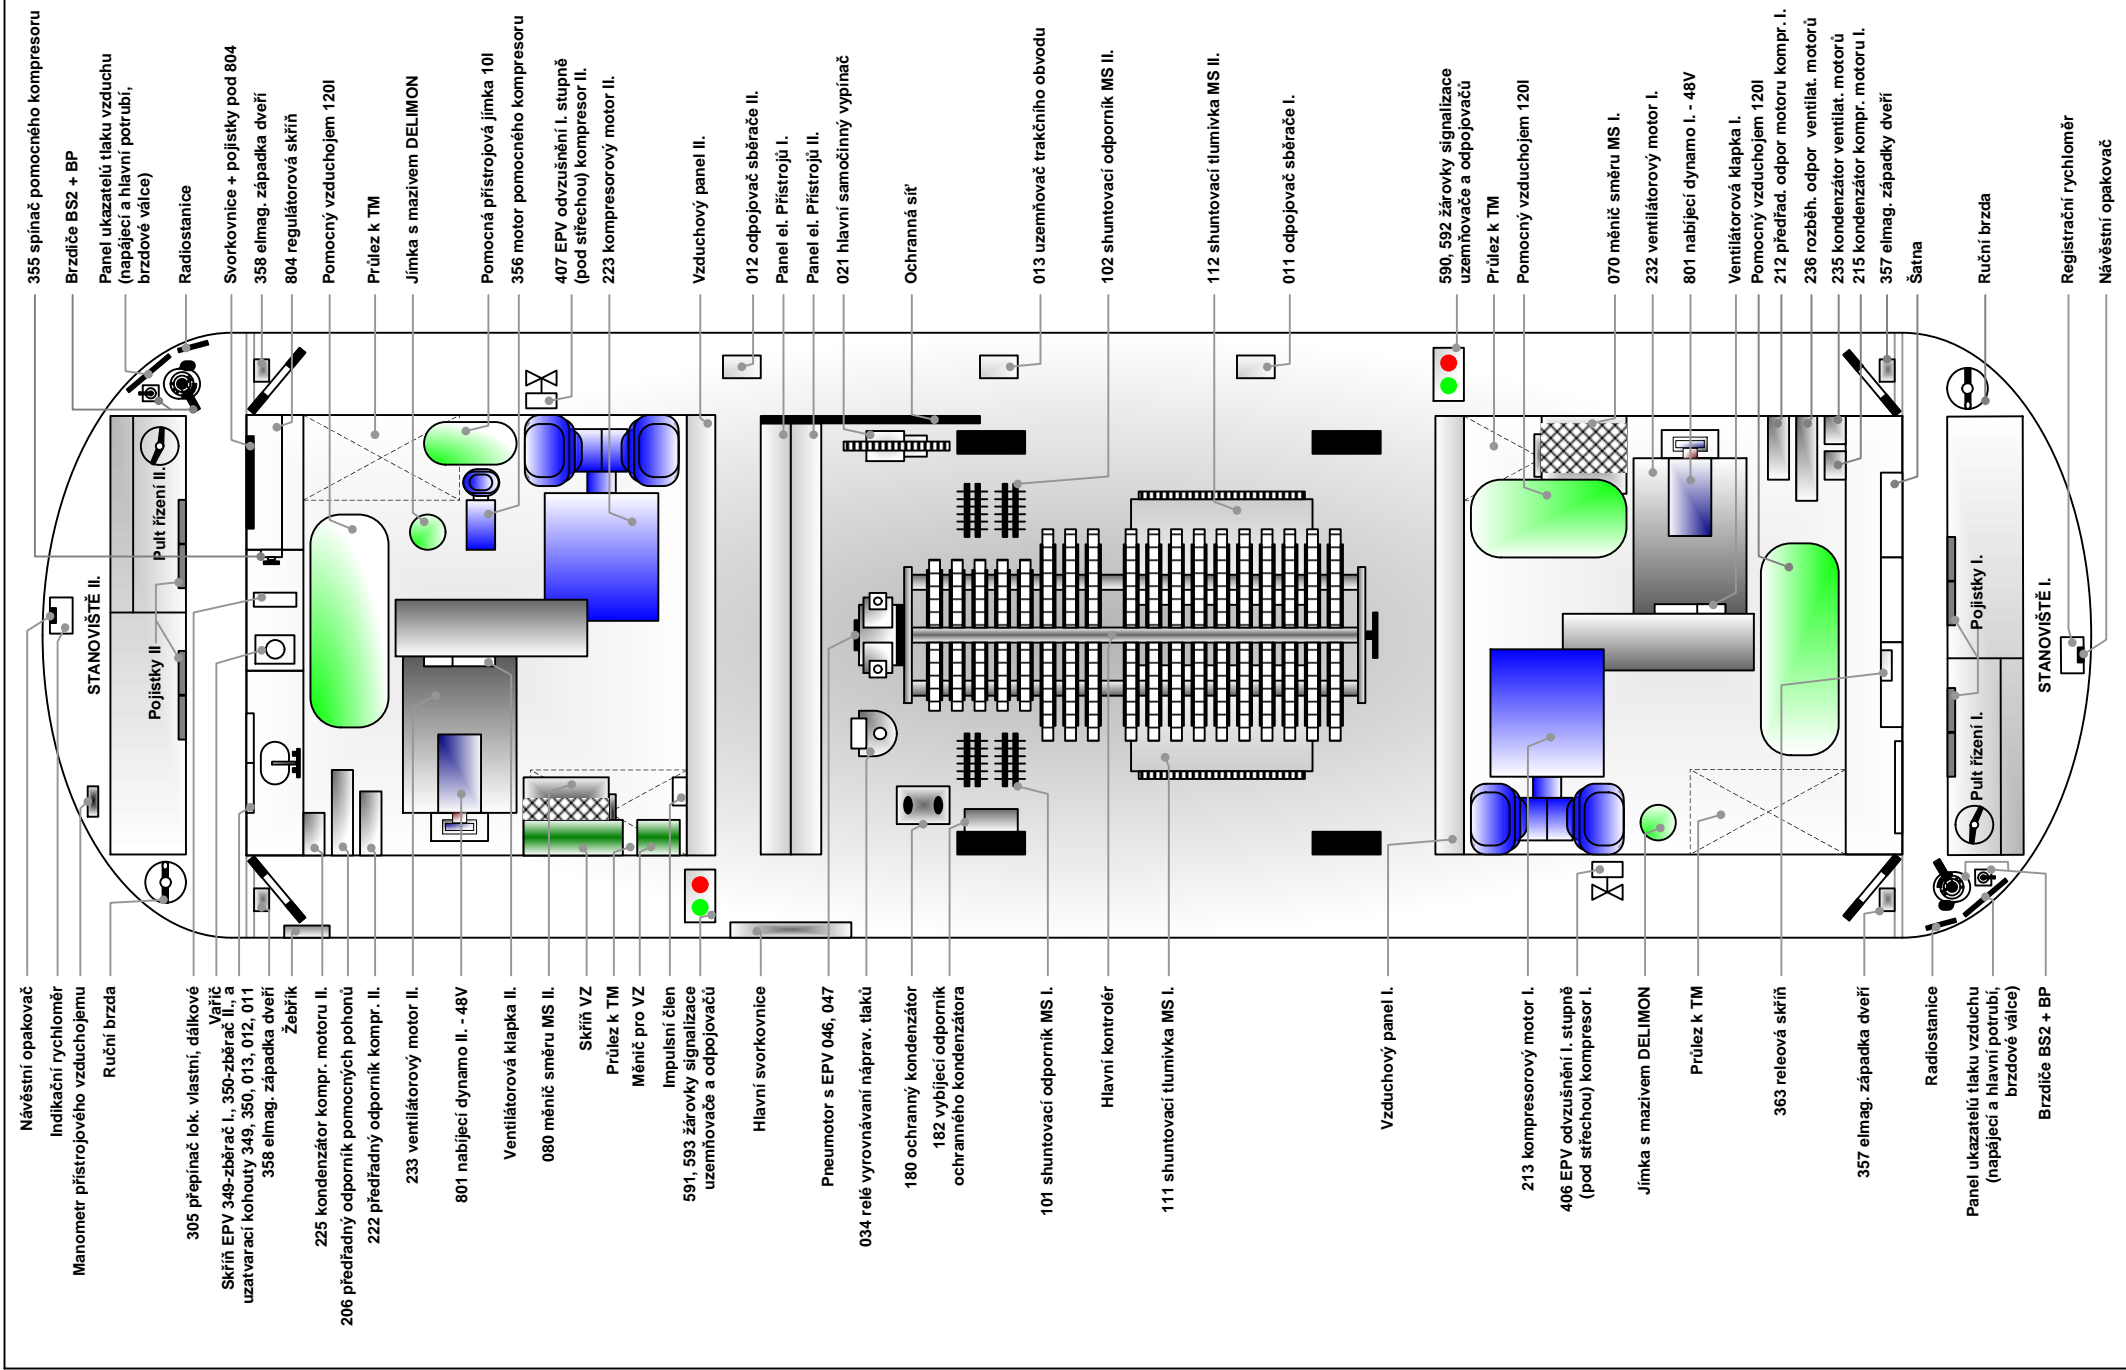 355 spínač pomocného kompresoru
Brzdiče BS2 + BP
Panel ukazatelů tlaku vzduchu
(napájecí a hlavní potrubí,
brzdové válce)
Radiostanice
Svorkovnice + pojistky pod 804
358 elmag. západka dveří
804 regulátorová skříň
Pomocný vzduchojem 120l
Průlez k TM
Jímka s mazivem DELIMON
Pomocná přístrojová jímka 10l
356 motor pomocného kompresoru
407 EPV odvzušnění I. stupně
(pod střechou) kompresor II.
223 kompresorový motor II.
Vzduchový panel II.
012 odpojovač sběrače II.
Panel el. Přístrojů I.
Panel el. Přístrojů II.
021 hlavní samočinný vypínač
Ochranná síť
013 uzemňovač trakčního obvodu
102 shuntovací odporník MS II.
112 shuntovací tlumivka MS II.
011 odpojovač sběrače I.
590, 592 žárovky signalizace
uzemňovače a odpojovačů
Průlez k TM
Pomocný vzduchojem 120l
070 měnič směru MS I.
232 ventilátorový motor I.
801 nabíjecí dynamo I. - 48V
Ventilátorová klapka I.
Pomocný vzduchojem 120l
212 předřad. odpor motoru kompr. I.
236 rozběh. odpor ventilat. motorů
235 kondenzátor ventilat. motorů
215 kondenzátor kompr. motoru I.
357 elmag. západky dveří
Šatna
Ruční brzda
Registrační rychloměr
Návěstní opakovač
STANOVIŠTĚ II.
Pojistky II
Pult řízení II.
Pojistky I.
Pult řízení I.
STANOVIŠTĚ I.
Návěstní opakovač
Indikační rychloměr
Manometr přístrojového vzduchojemu
Ruční brzda
305 přepínač lok. vlastní, dálkové
Vařič
Skříň EPV 349-zběrač I., 350-zběrač II., a
uzatvarací kohouty 349, 350, 013, 012, 011
358 elmag. západka dveří
Žebřík
225 kondenzátor kompr. motoru II.
206 předřadný odporník pomocných pohonů
222 předřadný odporník kompr. II.
233 ventilátorový motor II.
801 nabíjecí dynamo II. - 48V
Ventilátorová klapka II.
080 měnič směru MS II.
Skříň VZ
Průlez k TM
Měnič pro VZ
Impulsní člen
591, 593 žárovky signalizace
uzemňovače a odpojovačů
Hlavní svorkovnice
Pneumotor s EPV 046, 047
034 relé vyrovnávání náprav. tlaků
180 ochranný kondenzátor
182 vybíjecí odporník
ochranného kondenzátora
101 shuntovací odporník MS I.
Hlavní kontrolér
111 shuntovací tlumivka MS I.
Vzduchový panel I.
213 kompresorový motor I.
406 EPV odvzušnění I. stupně
(pod střechou) kompresor I.
Jímka s mazivem DELIMON
Průlez k TM
363 releová skříň
357 elmag. západka dveří
Radiostanice
Panel ukazatelů tlaku vzduchu
(napájecí a hlavní potrubí,
brzdové válce)
Brzdiče BS2 + BP